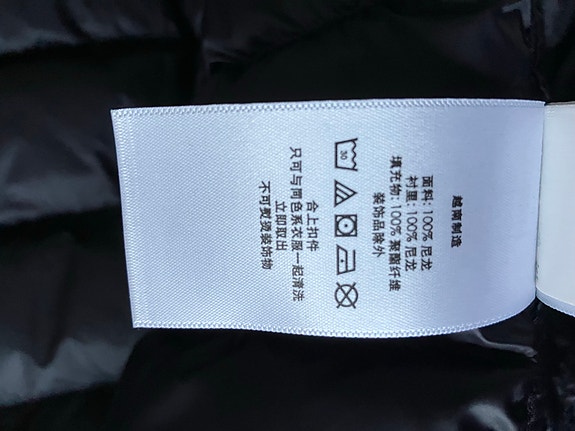 越南制造
面料: 100% 尼龙
衬里: 100% 尼龙
填充物: 100% 聚酯纤维
装饰品除外
30
合上扣件
只可与同色系衣服一起清洗
立即取出
不可熨烫装饰物